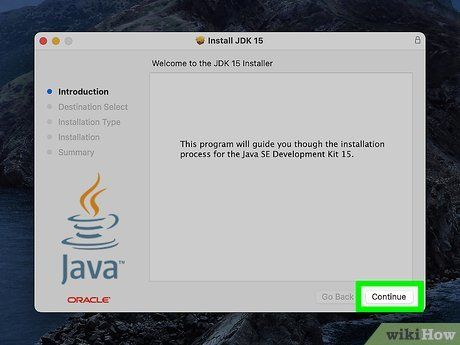 Install JDK 15
Welcome to the JDK 15 Installer
Introduction
Destination Select
Installation Type
Installation
Summary
This program will guide you though the installation
process for the Java SE Development Kit 15.
Java™
ORACLE
Go Back
Continue
wikiHow